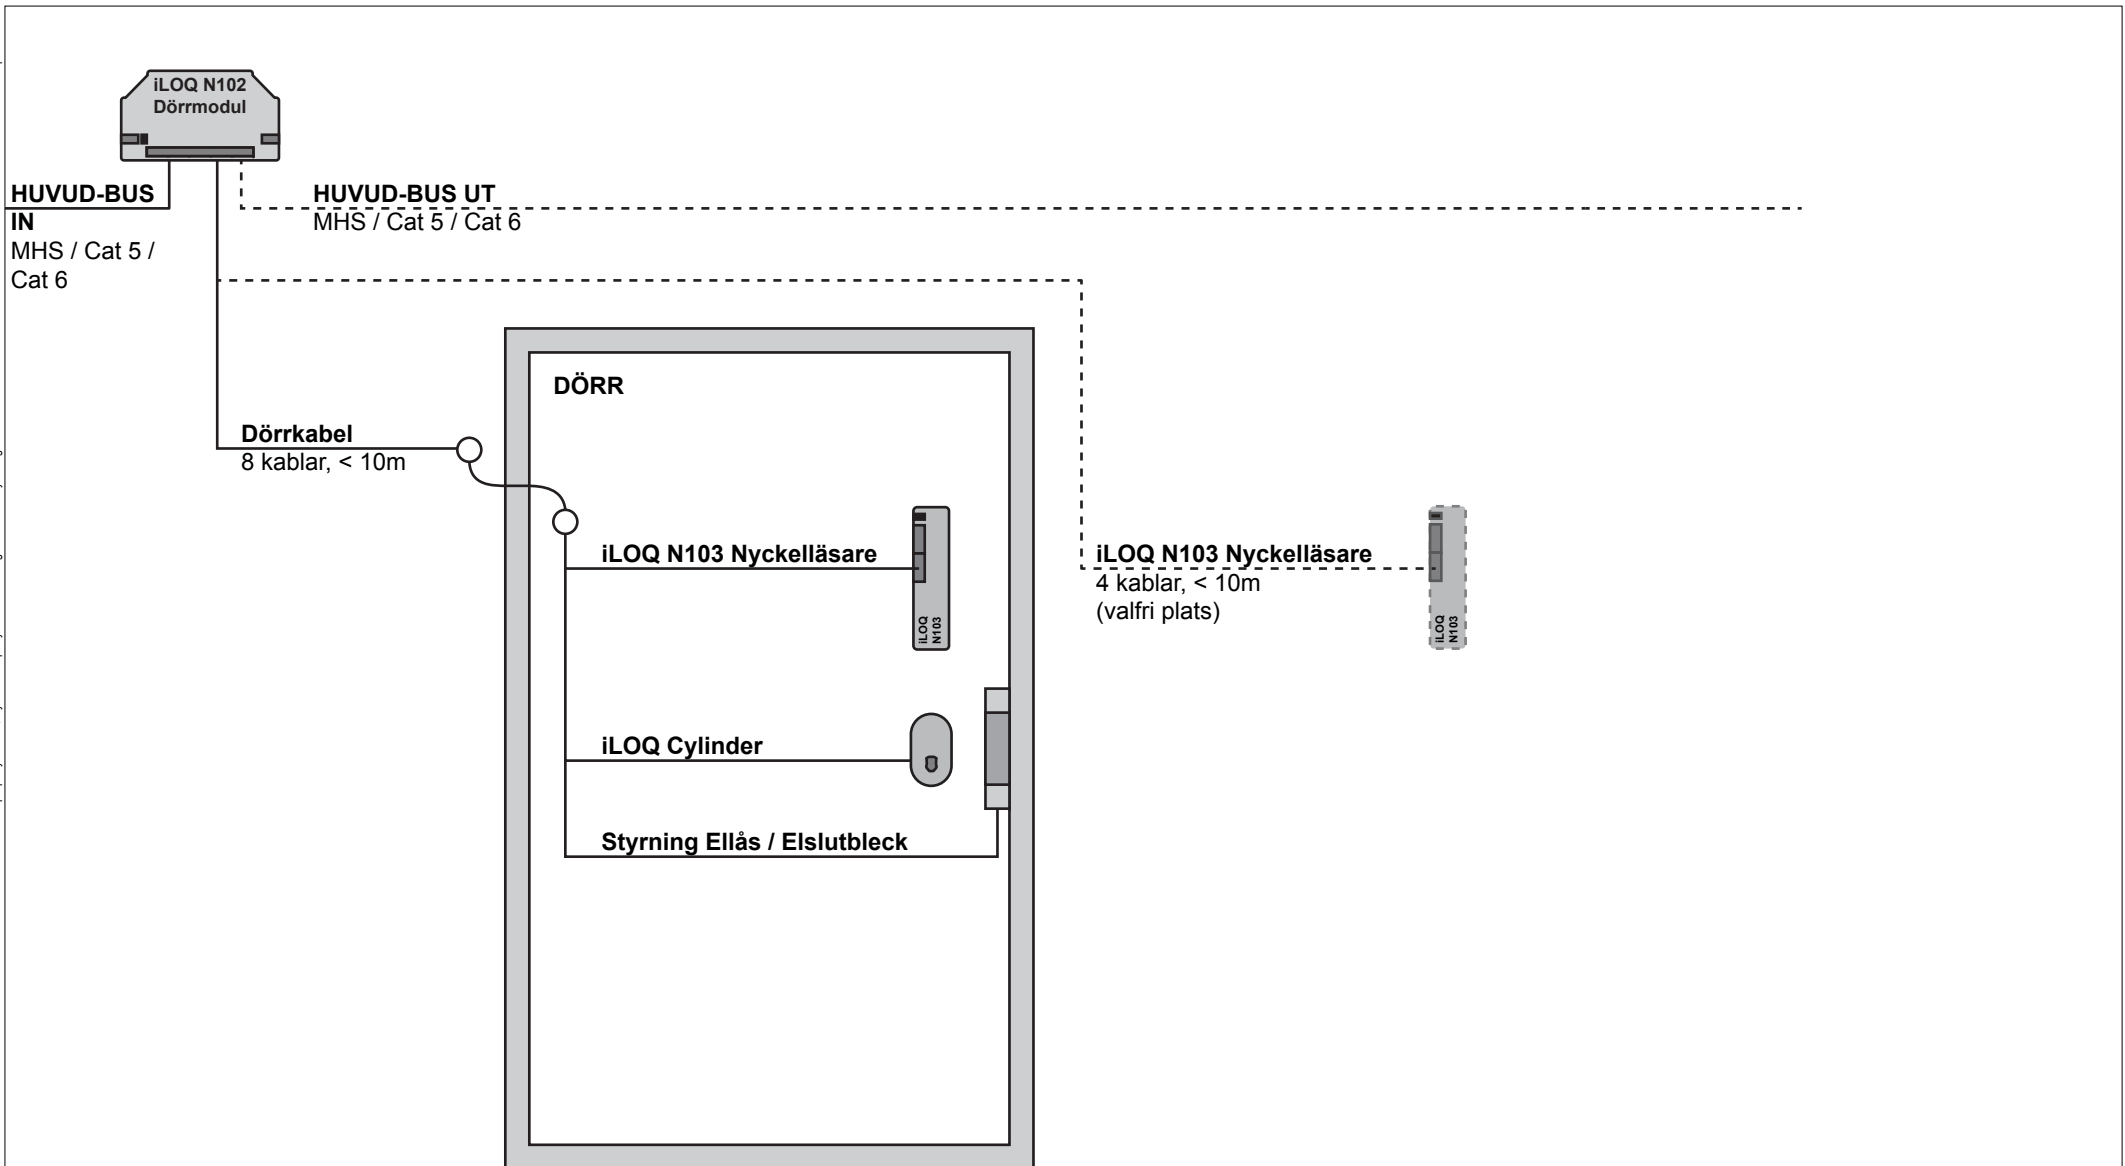 iLOQ N102
Dörrmodul
HUVUD-BUS
IN
MHS / Cat 5 /
Cat 6
HUVUD-BUS UT
MHS / Cat 5 / Cat 6
DÖRR
Dörrkabel
8 kablar, < 10m
iLOQ N103 Nyckelläsare
iLOQ
N103
iLOQ N103 Nyckelläsare
4 kablar, < 10m
(valfri plats)
iLOQ
N103
iLOQ Cylinder
Styrning Ellås / Elslutbleck